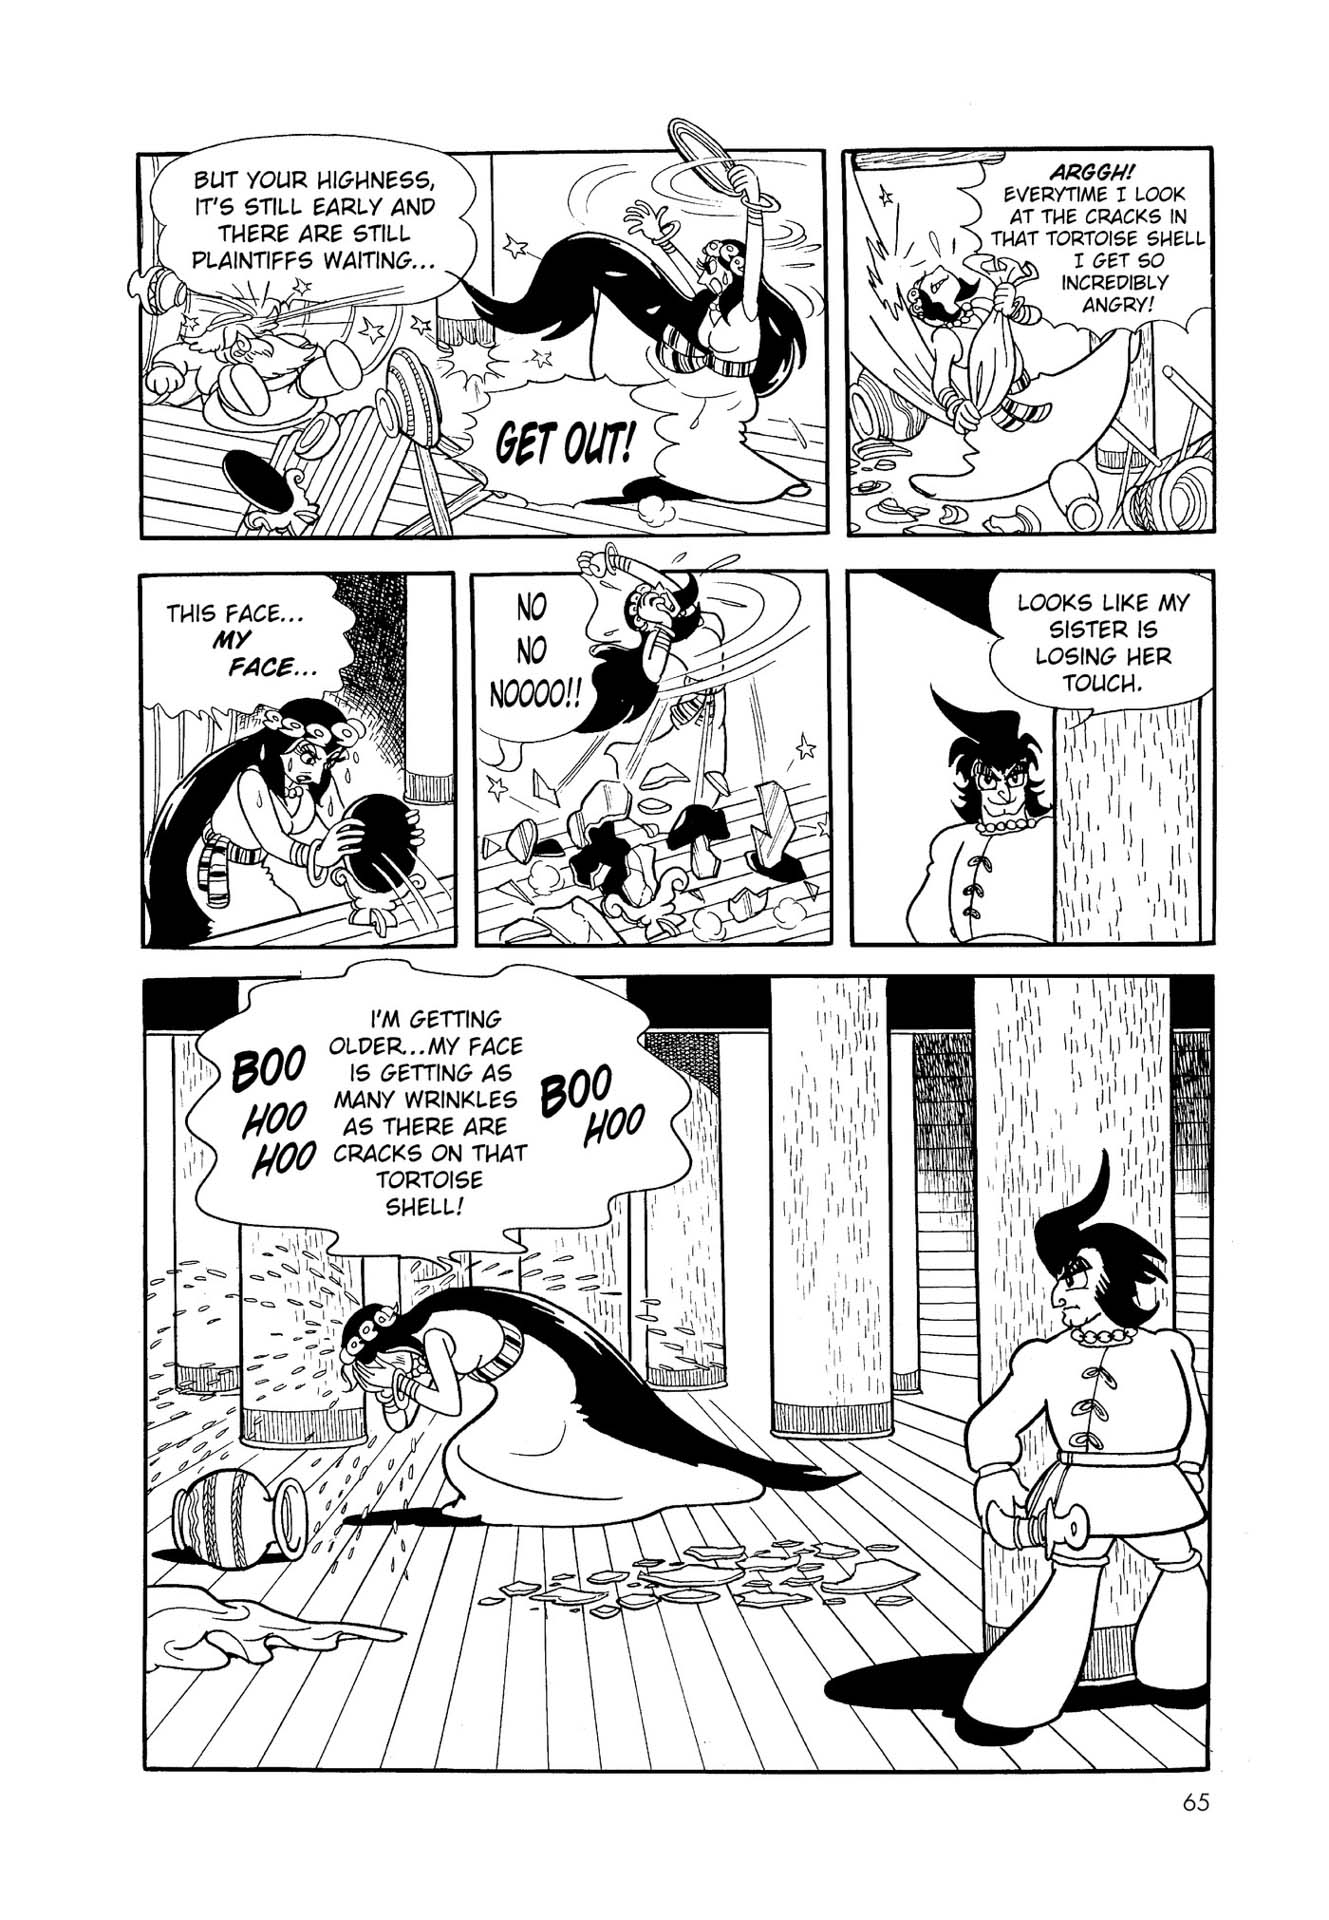 BUT YOUR HIGHNESS,
IT'S STILL EARLY AND
THERE ARE STILL
PLAINTIFFS WAITING...
GET OUT!
ARGGH!
EVERYTIME I LOOK
AT THE CRACKS IN
THAT TORTOISE SHELL
I GET SO
INCREDIBLY
ANGRY!
THIS FACE...
MY
FACE...
NO
NO
NOOOO!!
LOOKS LIKE MY
SISTER IS
LOSING HER
TOUCH.
BOO
HOO
HOO
I'M GETTING
OLDER...MY FACE
IS GETTING AS
MANY WRINKLES
AS THERE ARE
CRACKS ON THAT
TORTOISE
SHELL!
BOO
HOO
65